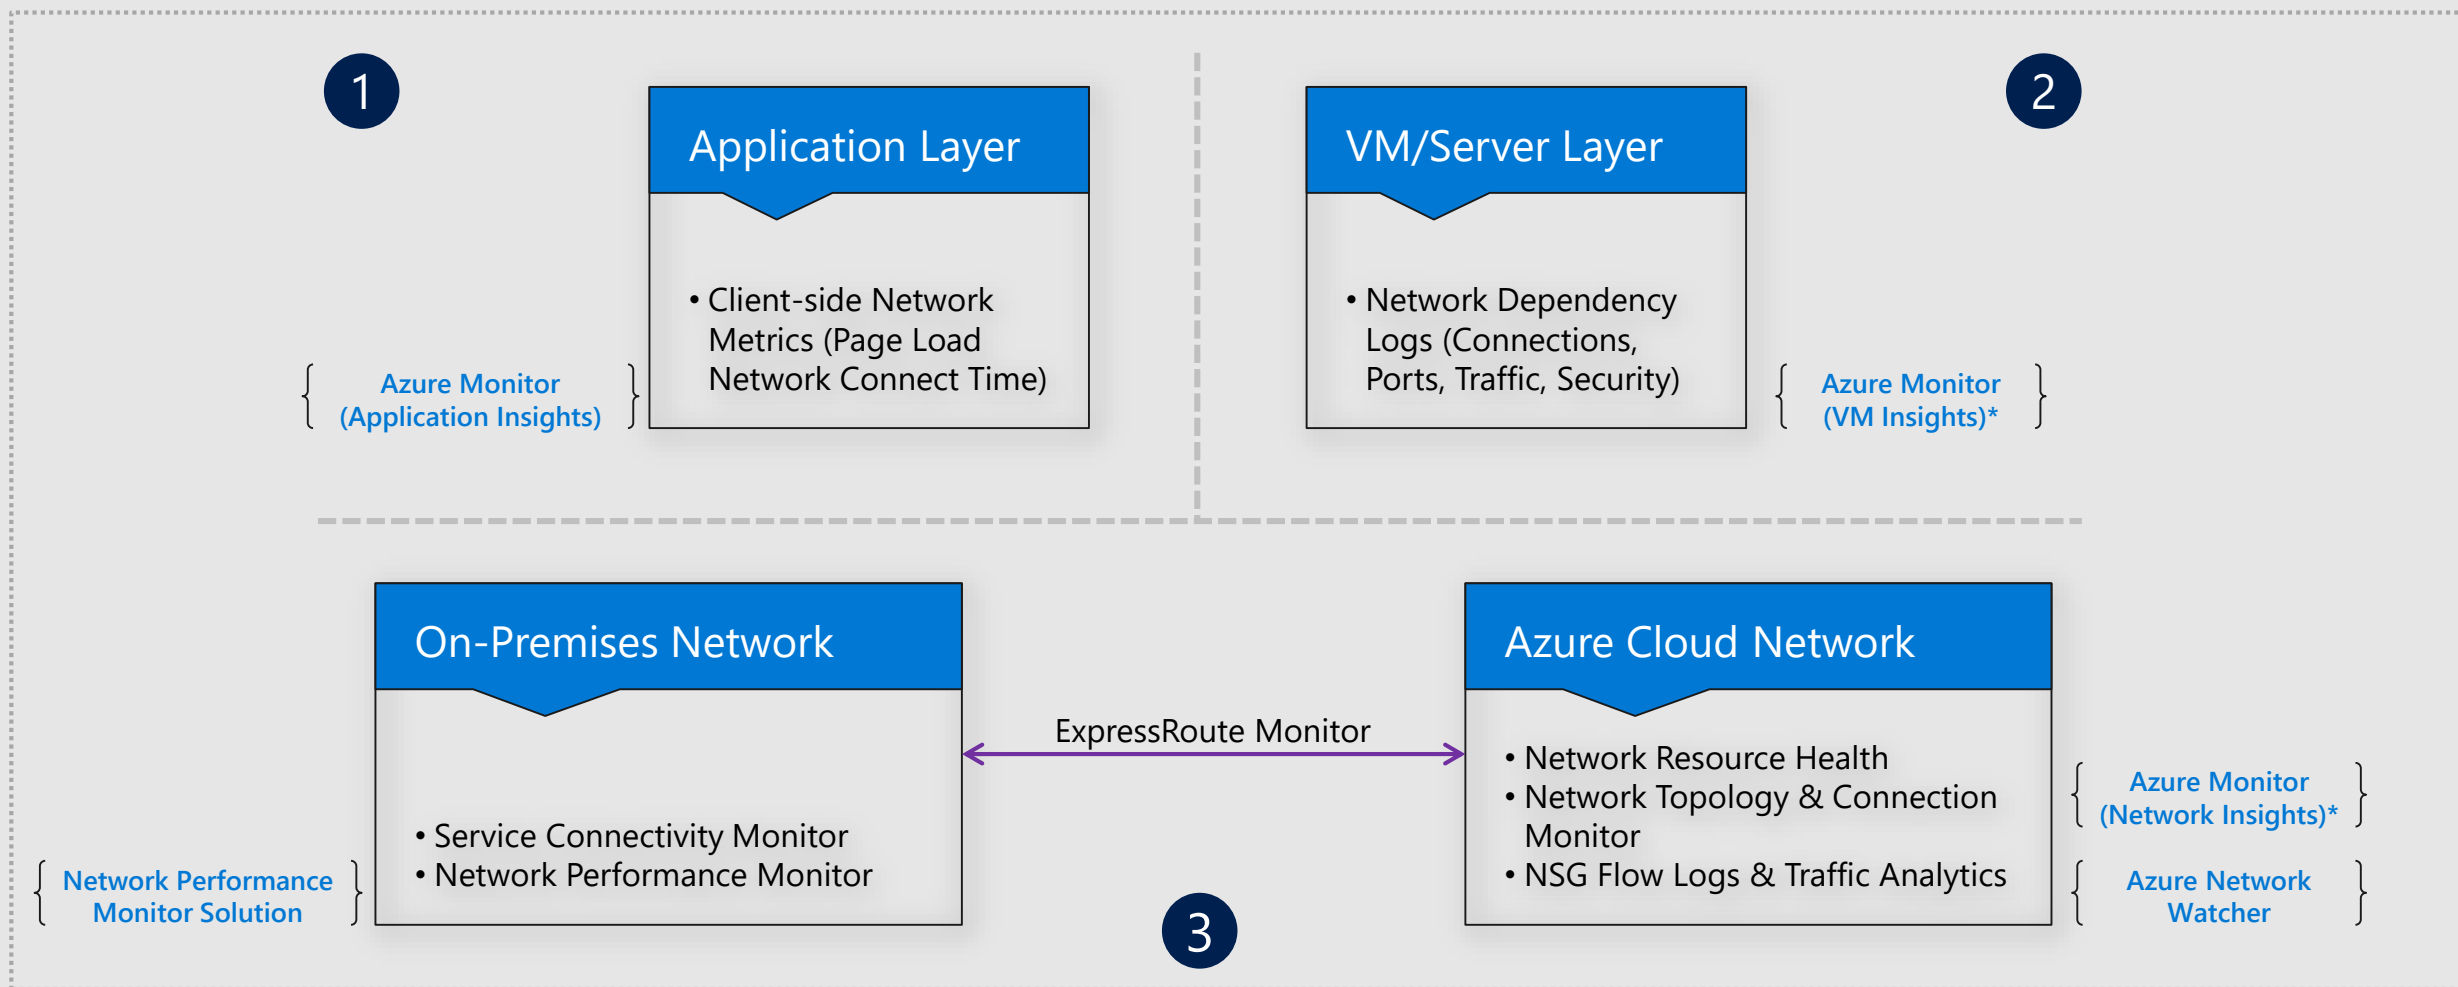 1
Application Layer
• Client-side Network
Metrics (Page Load
Network Connect Time)
Azure Monitor
(Application Insights)
2
VM/Server Layer
• Network Dependency
Logs (Connections,
Ports, Traffic, Security)
Azure Monitor
(VM Insights)*
On-Premises Network
• Service Connectivity Monitor
• Network Performance Monitor
Network Performance
Monitor Solution
ExpressRoute Monitor
3
Azure Cloud Network
• Network Resource Health
• Network Topology & Connection
Monitor
• NSG Flow Logs & Traffic Analytics
Azure Monitor
(Network Insights)*
Azure Network
Watcher